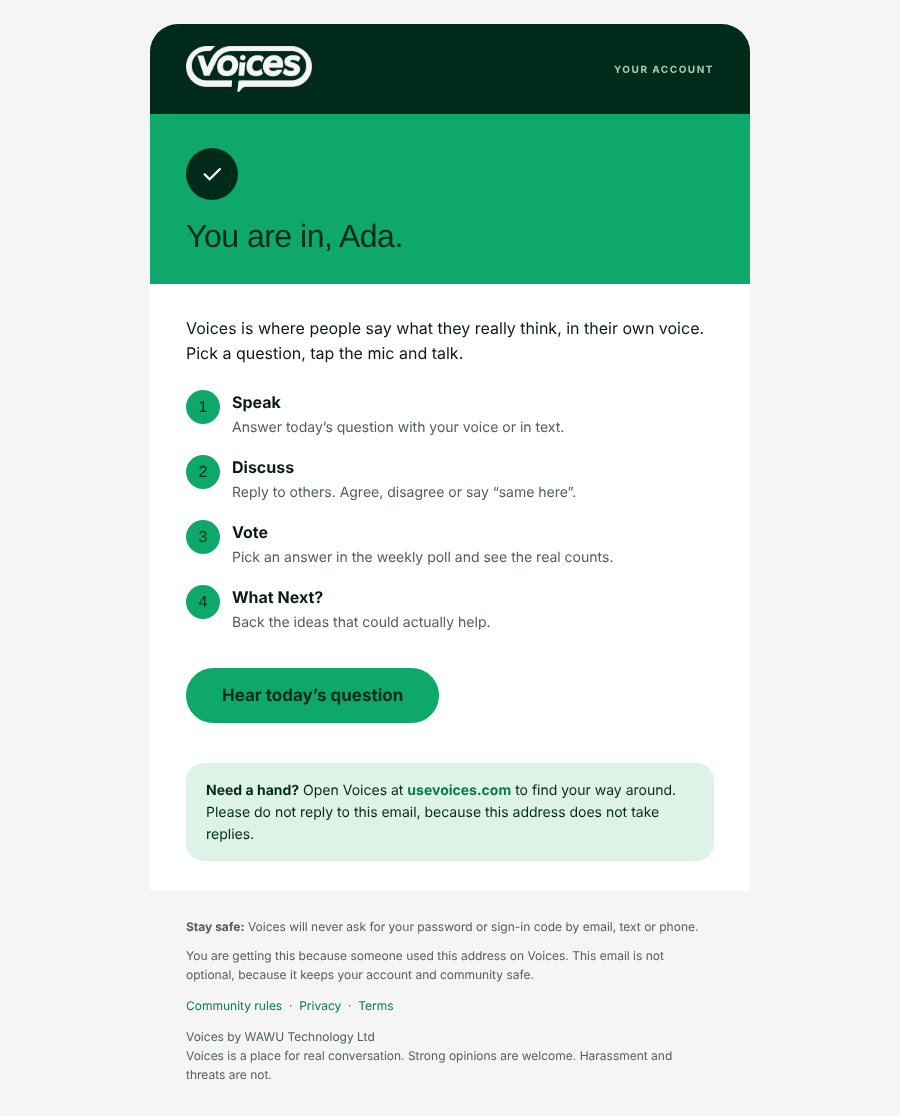 Voices
YOUR ACCOUNT
You are in, Ada.
Voices is where people say what they really think, in their own voice.
Pick a question, tap the mic and talk.
1
Speak
Answer today’s question with your voice or in text.
2
Discuss
Reply to others. Agree, disagree or say “same here”.
3
Vote
Pick an answer in the weekly poll and see the real counts.
4
What Next?
Back the ideas that could actually help.
Hear today’s question
Need a hand? Open Voices at usevoices.com to find your way around.
Please do not reply to this email, because this address does not take
replies.
Stay safe: Voices will never ask for your password or sign-in code by email, text or phone.
You are getting this because someone used this address on Voices. This email is not
optional, because it keeps your account and community safe.
Community rules · Privacy · Terms
Voices by WAWU Technology Ltd
Voices is a place for real conversation. Strong opinions are welcome. Harassment and
threats are not.